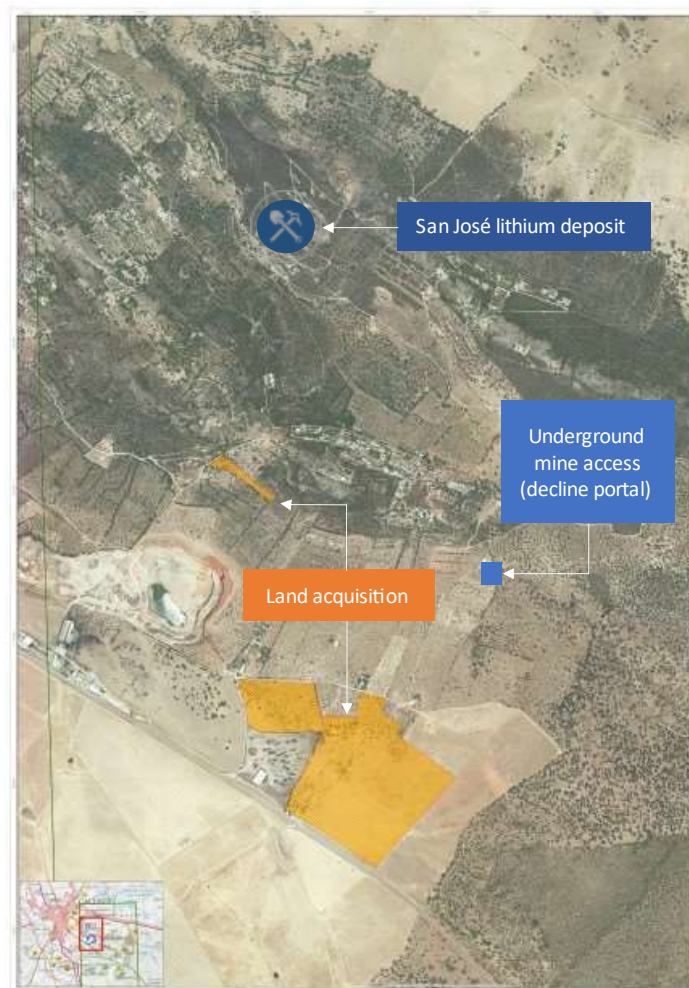 San José lithium deposit
Underground
mine access
(decline portal)
Land acquisition